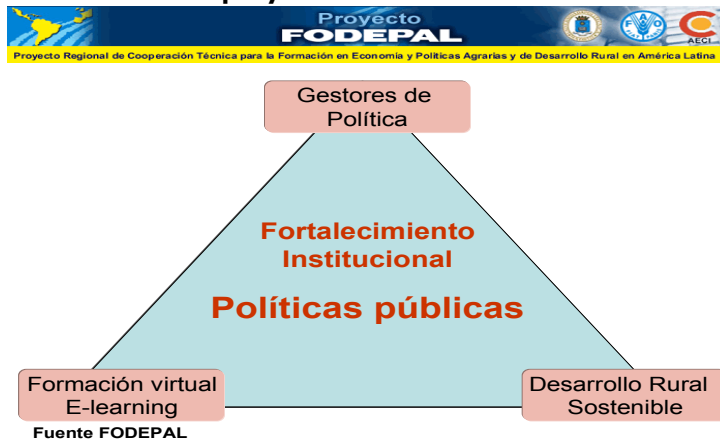 Proyecto
FODEPAL
AECI
Proyecto Regional de Cooperación Técnica para la Formación en Economía y Políticas Agrarias y de Desarrollo Rural en América Latina
Gestores de
Política
Fortalecimiento
Institucional
Políticas públicas
Formación virtual
E-learning
Desarrollo Rural
Sostenible
Fuente FODEPAL